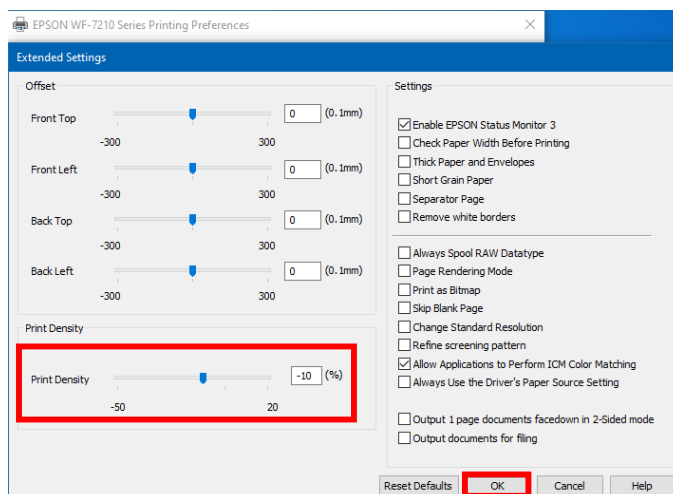 EPSON WF-7210 Series Printing Preferences
Extended Settings
Offset
Front Top
0 (0.1mm)
-300 300
Front Left
0 (0.1mm)
-300 300
Back Top
0 (0.1mm)
-300 300
Back Left
0 (0.1mm)
-300 300
Print Density
Print Density
-10 (%)
-50 20
Settings
Enable EPSON Status Monitor 3
Check Paper Width Before Printing
Thick Paper and Envelopes
Short Grain Paper
Separator Page
Remove white borders
Always Spool RAW Datatype
Page Rendering Mode
Print as Bitmap
Skip Blank Page
Change Standard Resolution
Refine screening pattern
Allow Applications to Perform ICM Color Matching
Always Use the Driver's Paper Source Setting
Output 1 page documents facedown in 2-Sided mode
Output documents for filing
Reset Defaults OK Cancel Help